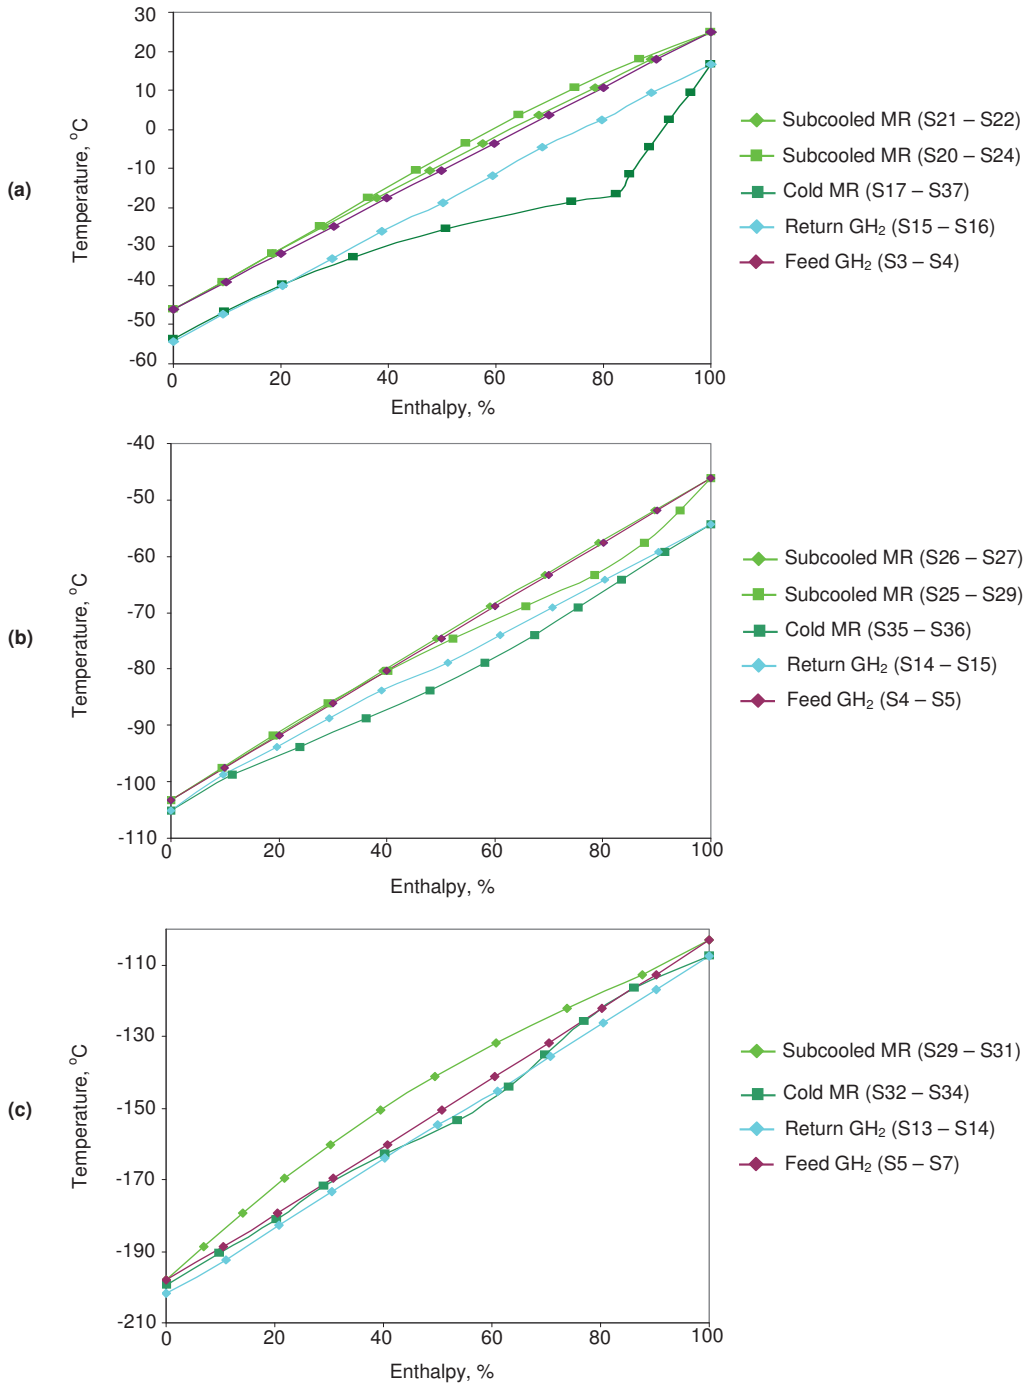 (a)
Temperature, °C
30
20
10
0
-10
-20
-30
-40
-50
-60
0 20 40 60 80 100
Enthalpy, %
Subcooled MR (S21 – S22)
Subcooled MR (S20 – S24)
Cold MR (S17 – S37)
Return GH₂ (S15 – S16)
Feed GH₂ (S3 – S4)
(b)
Temperature, °C
-40
-50
-60
-70
-80
-90
-100
-110
0 20 40 60 80 100
Enthalpy, %
Subcooled MR (S26 – S27)
Subcooled MR (S25 – S29)
Cold MR (S35 – S36)
Return GH₂ (S14 – S15)
Feed GH₂ (S4 – S5)
(c)
Temperature, °C
-110
-130
-150
-170
-190
-210
0 20 40 60 80 100
Enthalpy, %
Subcooled MR (S29 – S31)
Cold MR (S32 – S34)
Return GH₂ (S13 – S14)
Feed GH₂ (S5 – S7)